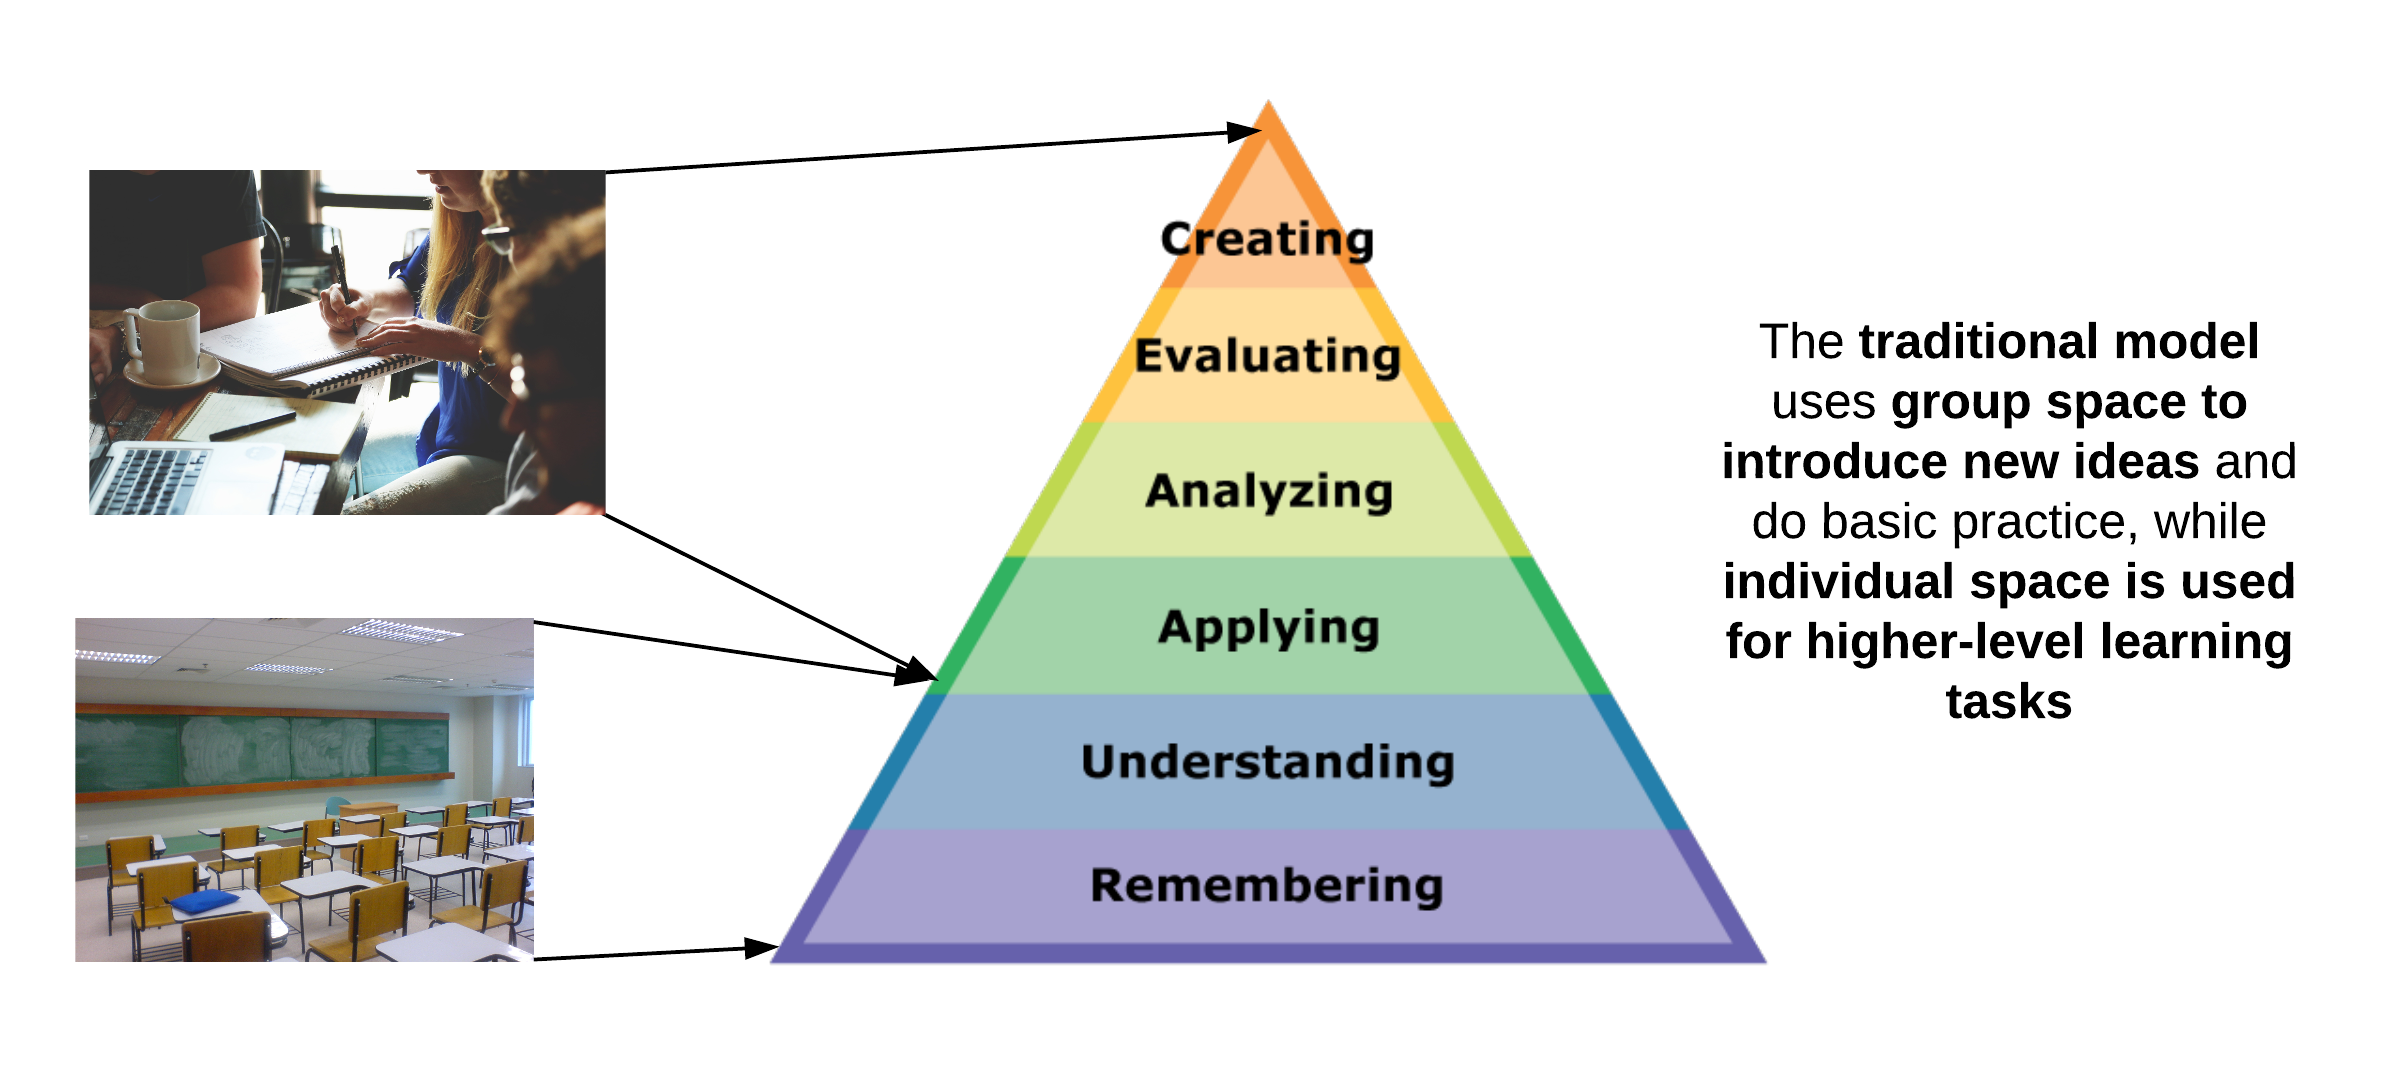 Creating
Evaluating
Analyzing
Applying
Understanding
Remembering
The traditional model
uses group space to
introduce new ideas and
do basic practice, while
individual space is used
for higher-level learning
tasks